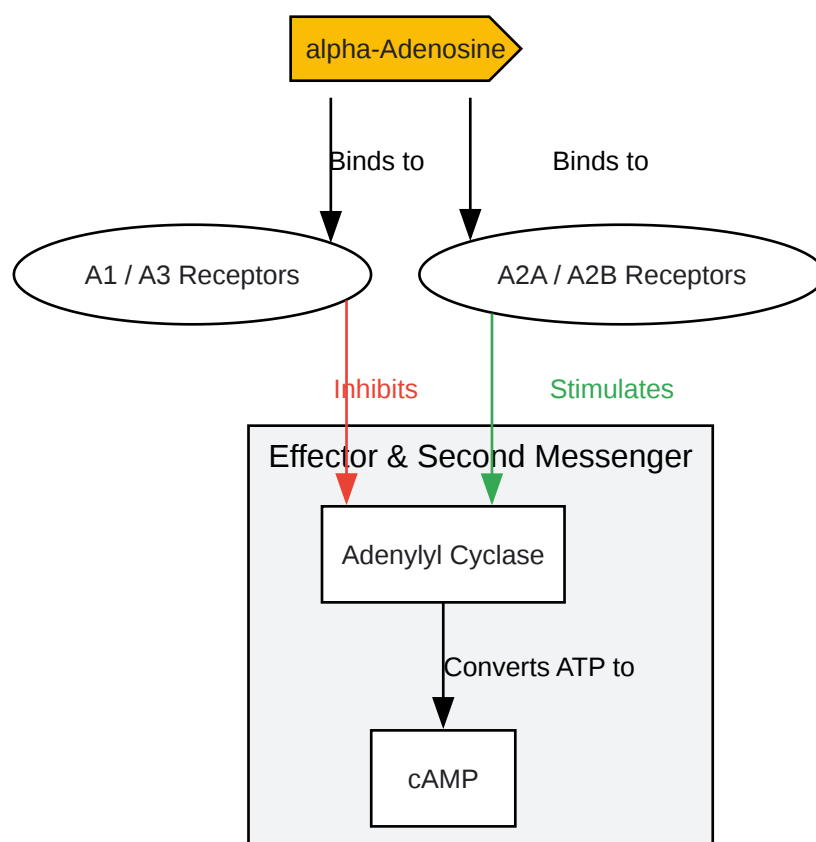 alpha-Adenosine
Binds to
Binds to
A1 / A3 Receptors
A2A / A2B Receptors
Inhibits
Stimulates
Effector & Second Messenger
Adenylyl Cyclase
Converts ATP to
cAMP